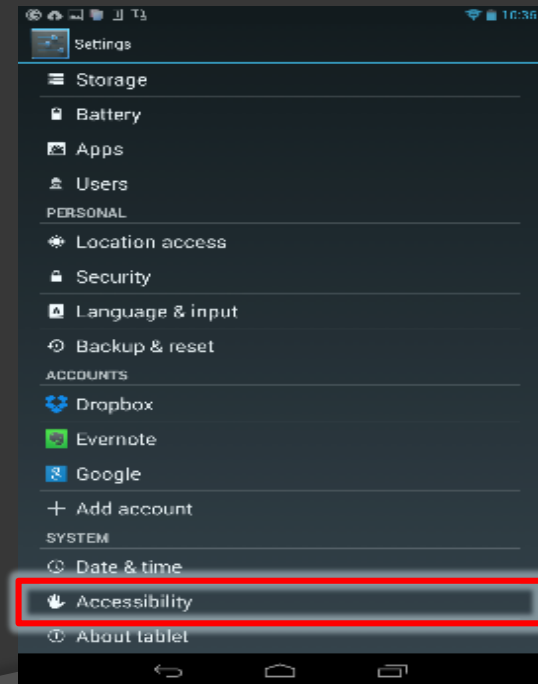 10:36
Settings
Storage
Battery
Apps
Users
PERSONAL
Location access
Security
Language & input
Backup & reset
ACCOUNTS
Dropbox
Evernote
Google
Add account
SYSTEM
Date & time
Accessibility
About tablet